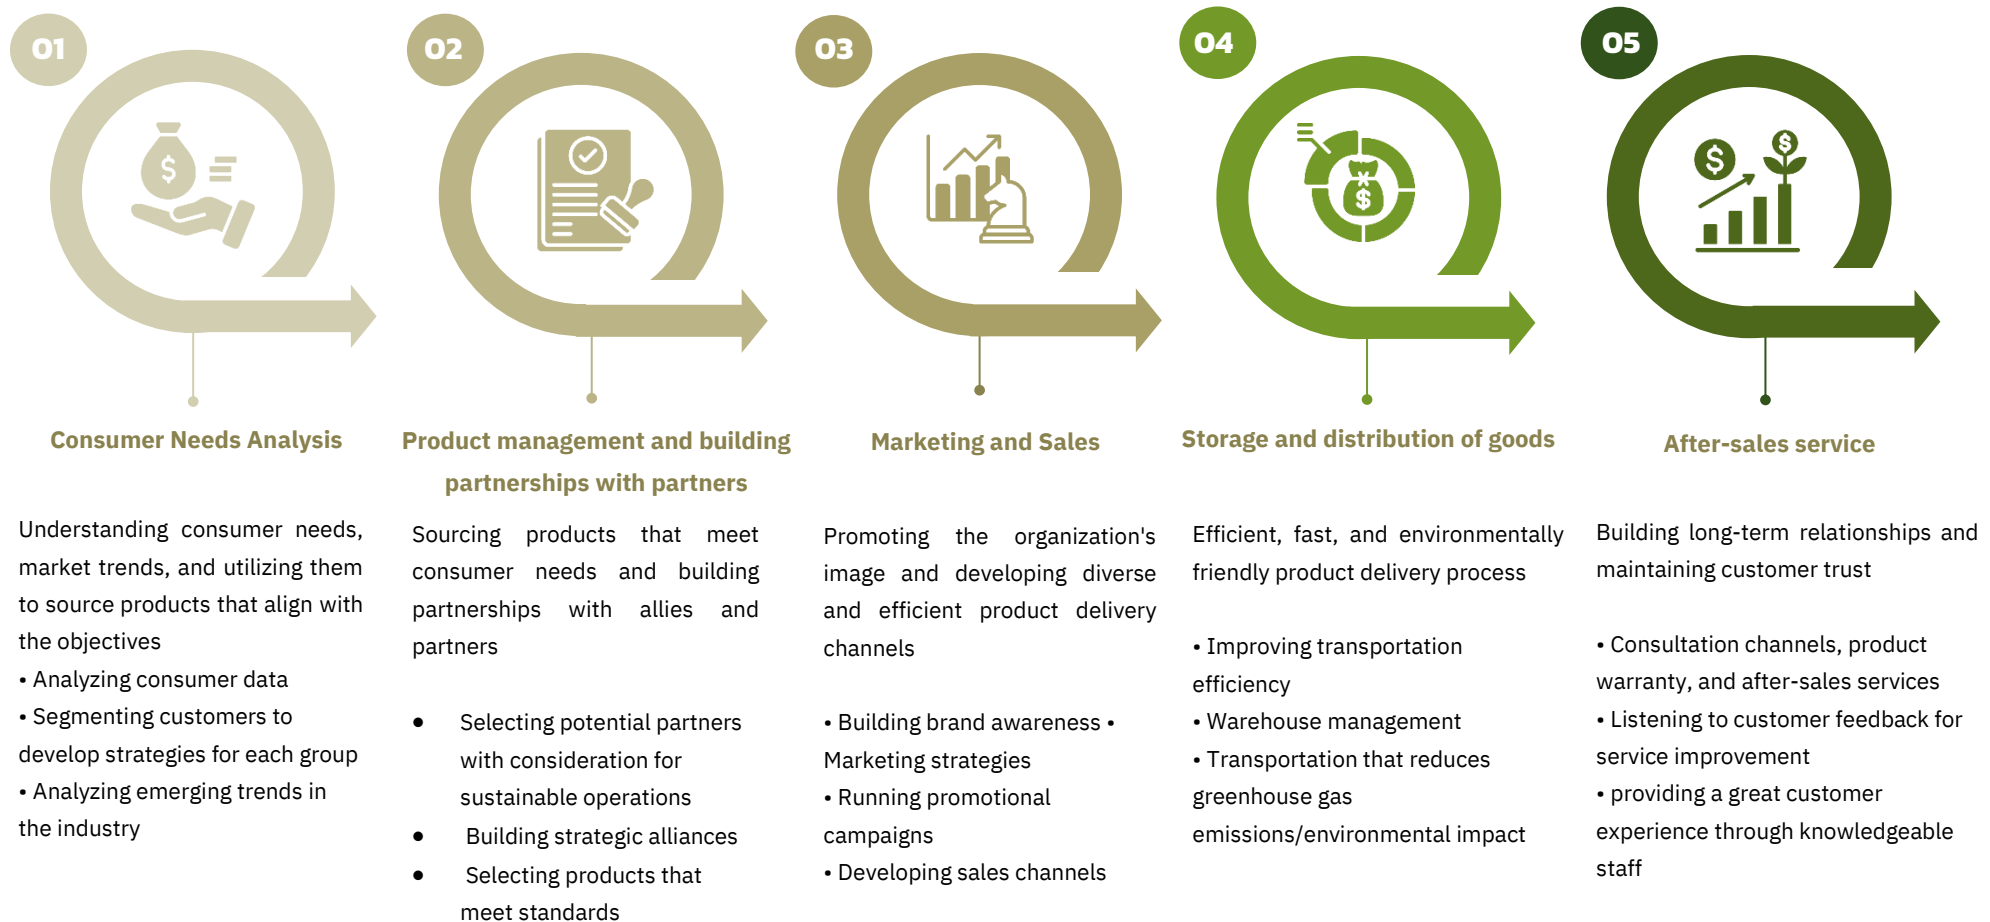 01
Consumer Needs Analysis
Understanding consumer needs,
market trends, and utilizing them
to source products that align with
the objectives
• Analyzing consumer data
• Segmenting customers to
develop strategies for each group
• Analyzing emerging trends in
the industry
02
Product management and building
partnerships with partners
Sourcing products that meet
consumer needs and building
partnerships with allies and
partners
• Selecting potential partners
with consideration for
sustainable operations
• Building strategic alliances
• Selecting products that
meet standards
03
Marketing and Sales
Promoting the organization's
image and developing diverse
and efficient product delivery
channels
• Building brand awareness •
Marketing strategies
• Running promotional
campaigns
• Developing sales channels
04
Storage and distribution of goods
Efficient, fast, and environmentally
friendly product delivery process
• Improving transportation
efficiency
• Warehouse management
• Transportation that reduces
greenhouse gas
emissions/environmental impact
05
After-sales service
Building long-term relationships and
maintaining customer trust
• Consultation channels, product
warranty, and after-sales services
• Listening to customer feedback for
service improvement
• providing a great customer
experience through knowledgeable
staff